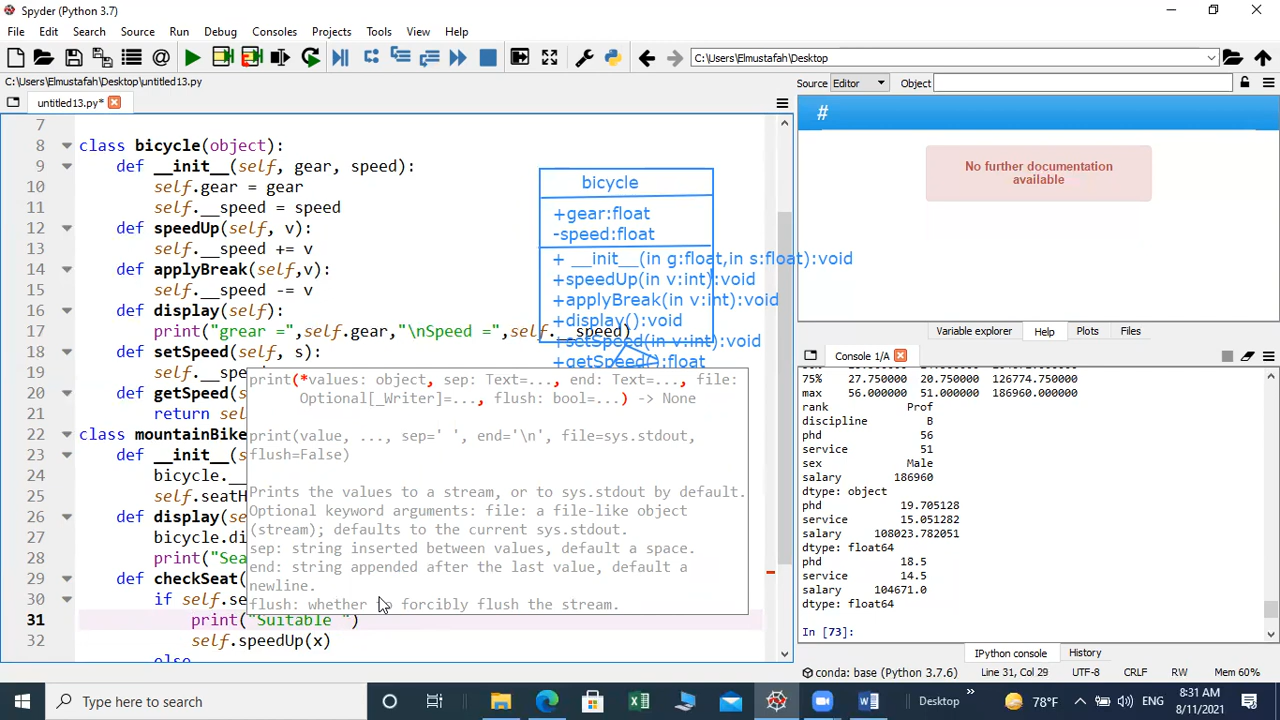 Spyder (Python 3.7)
File Edit Search Source Run Debug Consoles Projects Tools View Help
C:\Users\Elmustafah\Desktop
C:\Users\Elmustafah\Desktop\untitled13.py
untitled13.py*
7
8 class bicycle(object):
9 def __init__(self, gear, speed):
10 self.gear = gear
11 self.__speed = speed
12 def speedUp(self, v):
13 self.__speed += v
14 def applyBreak(self,v):
15 self.__speed -= v
16 def display(self):
17 print("grear =",self.gear,"\nSpeed =",self.__speed)
18 def setSpeed(self, s):
19 self.__spe
20 def getSpeed(s
21 return sel
22 class mountainBike
23 def __init__(s
24 bicycle.__
25 self.seatH
26 def display(se
27 bicycle.di
28 print("Sea
29 def checkSeat(
30 if self.se
31 print("Suitable ")
32 self.speedUp(x)
else
bicycle
+gear:float
-speed:float
+ __init__(in g:float,in s:float):void
+speedUp(in v:int):void
+applyBreak(in v:int):void
+display():void
+setSpeed(in v:int):void
+getSpeed():float
print(*values: object, sep: Text=..., end: Text=..., file:
Optional[_Writer]=..., flush: bool=...) -> None
print(value, ..., sep=' ', end='\n', file=sys.stdout,
flush=False)
Prints the values to a stream, or to sys.stdout by default.
Optional keyword arguments: file: a file-like object
(stream); defaults to the current sys.stdout.
sep: string inserted between values, default a space.
end: string appended after the last value, default a
newline.
flush: whether to forcibly flush the stream.
Source Editor Object
#
No further documentation
available
Variable explorer Help Plots Files
Console 1/A
75% 27.750000 20.750000 126774.750000
max 56.000000 51.000000 186960.000000
rank Prof
discipline B
phd 56
service 51
sex Male
salary 186960
dtype: object
phd 19.705128
service 15.051282
salary 108023.782051
dtype: float64
phd 18.5
service 14.5
salary 104671.0
dtype: float64
In [73]:
IPython console History
conda: base (Python 3.7.6) Line 31, Col 29 UTF-8 CRLF RW Mem 60%
Type here to search
Desktop
78°F
ENG
8:31 AM
8/11/2021